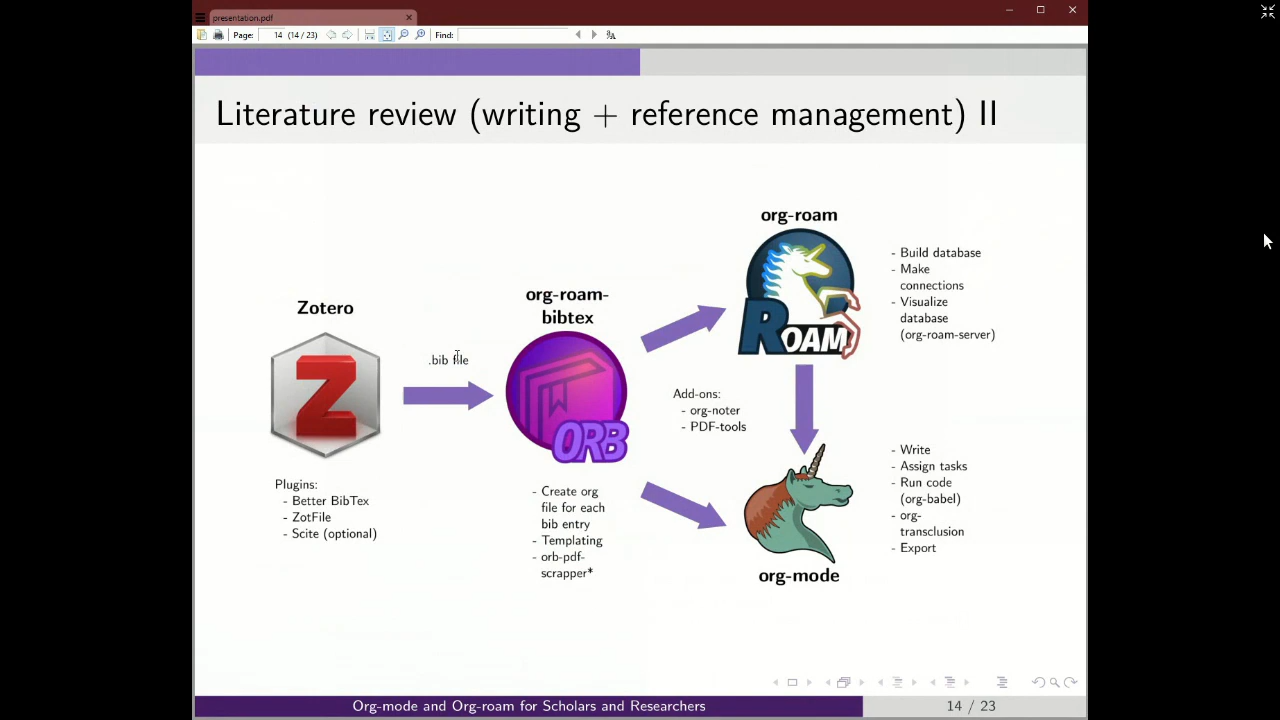 presentation.pdf
Page: 14 (14 / 23) Find:
Literature review (writing + reference management) II
org-roam
ROAM
- Build database
- Make
connections
- Visualize
database
(org-roam-server)
Zotero
Z
.bib file
org-roam-
bibtex
ORB
Add-ons:
- org-noter
- PDF-tools
Plugins:
- Better BibTex
- ZotFile
- Scite (optional)
- Create org
file for each
bib entry
- Templating
- orb-pdf-
scrapper*
- Write
- Assign tasks
- Run code
(org-babel)
- org-
transclusion
- Export
org-mode
Org-mode and Org-roam for Scholars and Researchers
14 / 23